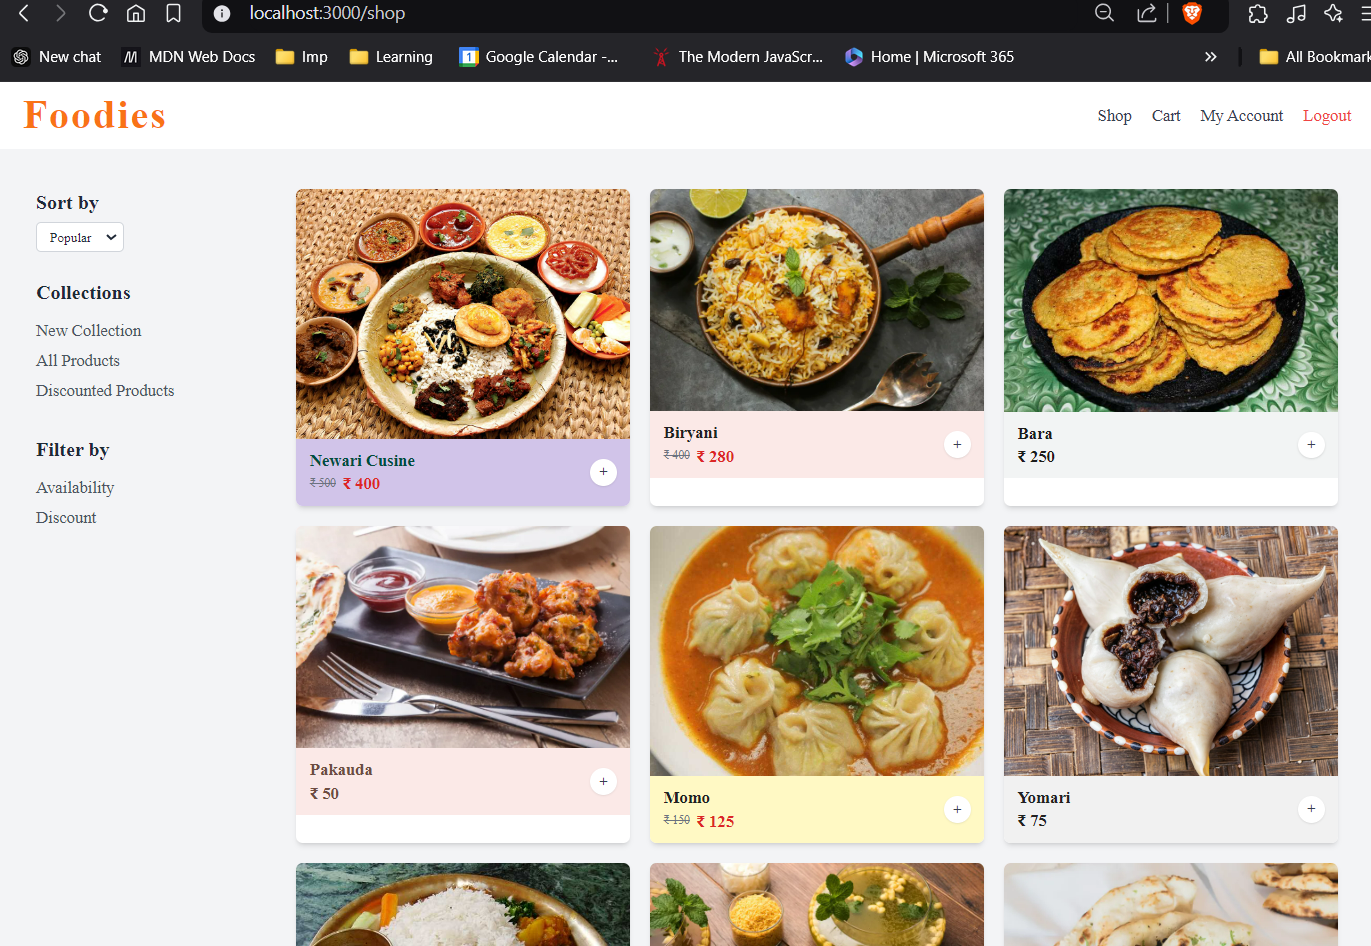 localhost:3000/shop
New chat
MDN Web Docs
Imp
Learning
1
Google Calendar -...
The Modern JavaScr...
Home | Microsoft 365
»
All Bookmark
Foodies
Shop
Cart
My Account
Logout
Sort by
Popular
Collections
New Collection
All Products
Discounted Products
Filter by
Availability
Discount
Newari Cusine
₹ 500 ₹ 400
+
Biryani
₹ 400 ₹ 280
+
Bara
₹ 250
+
Pakauda
₹ 50
+
Momo
₹ 150 ₹ 125
+
Yomari
₹ 75
+